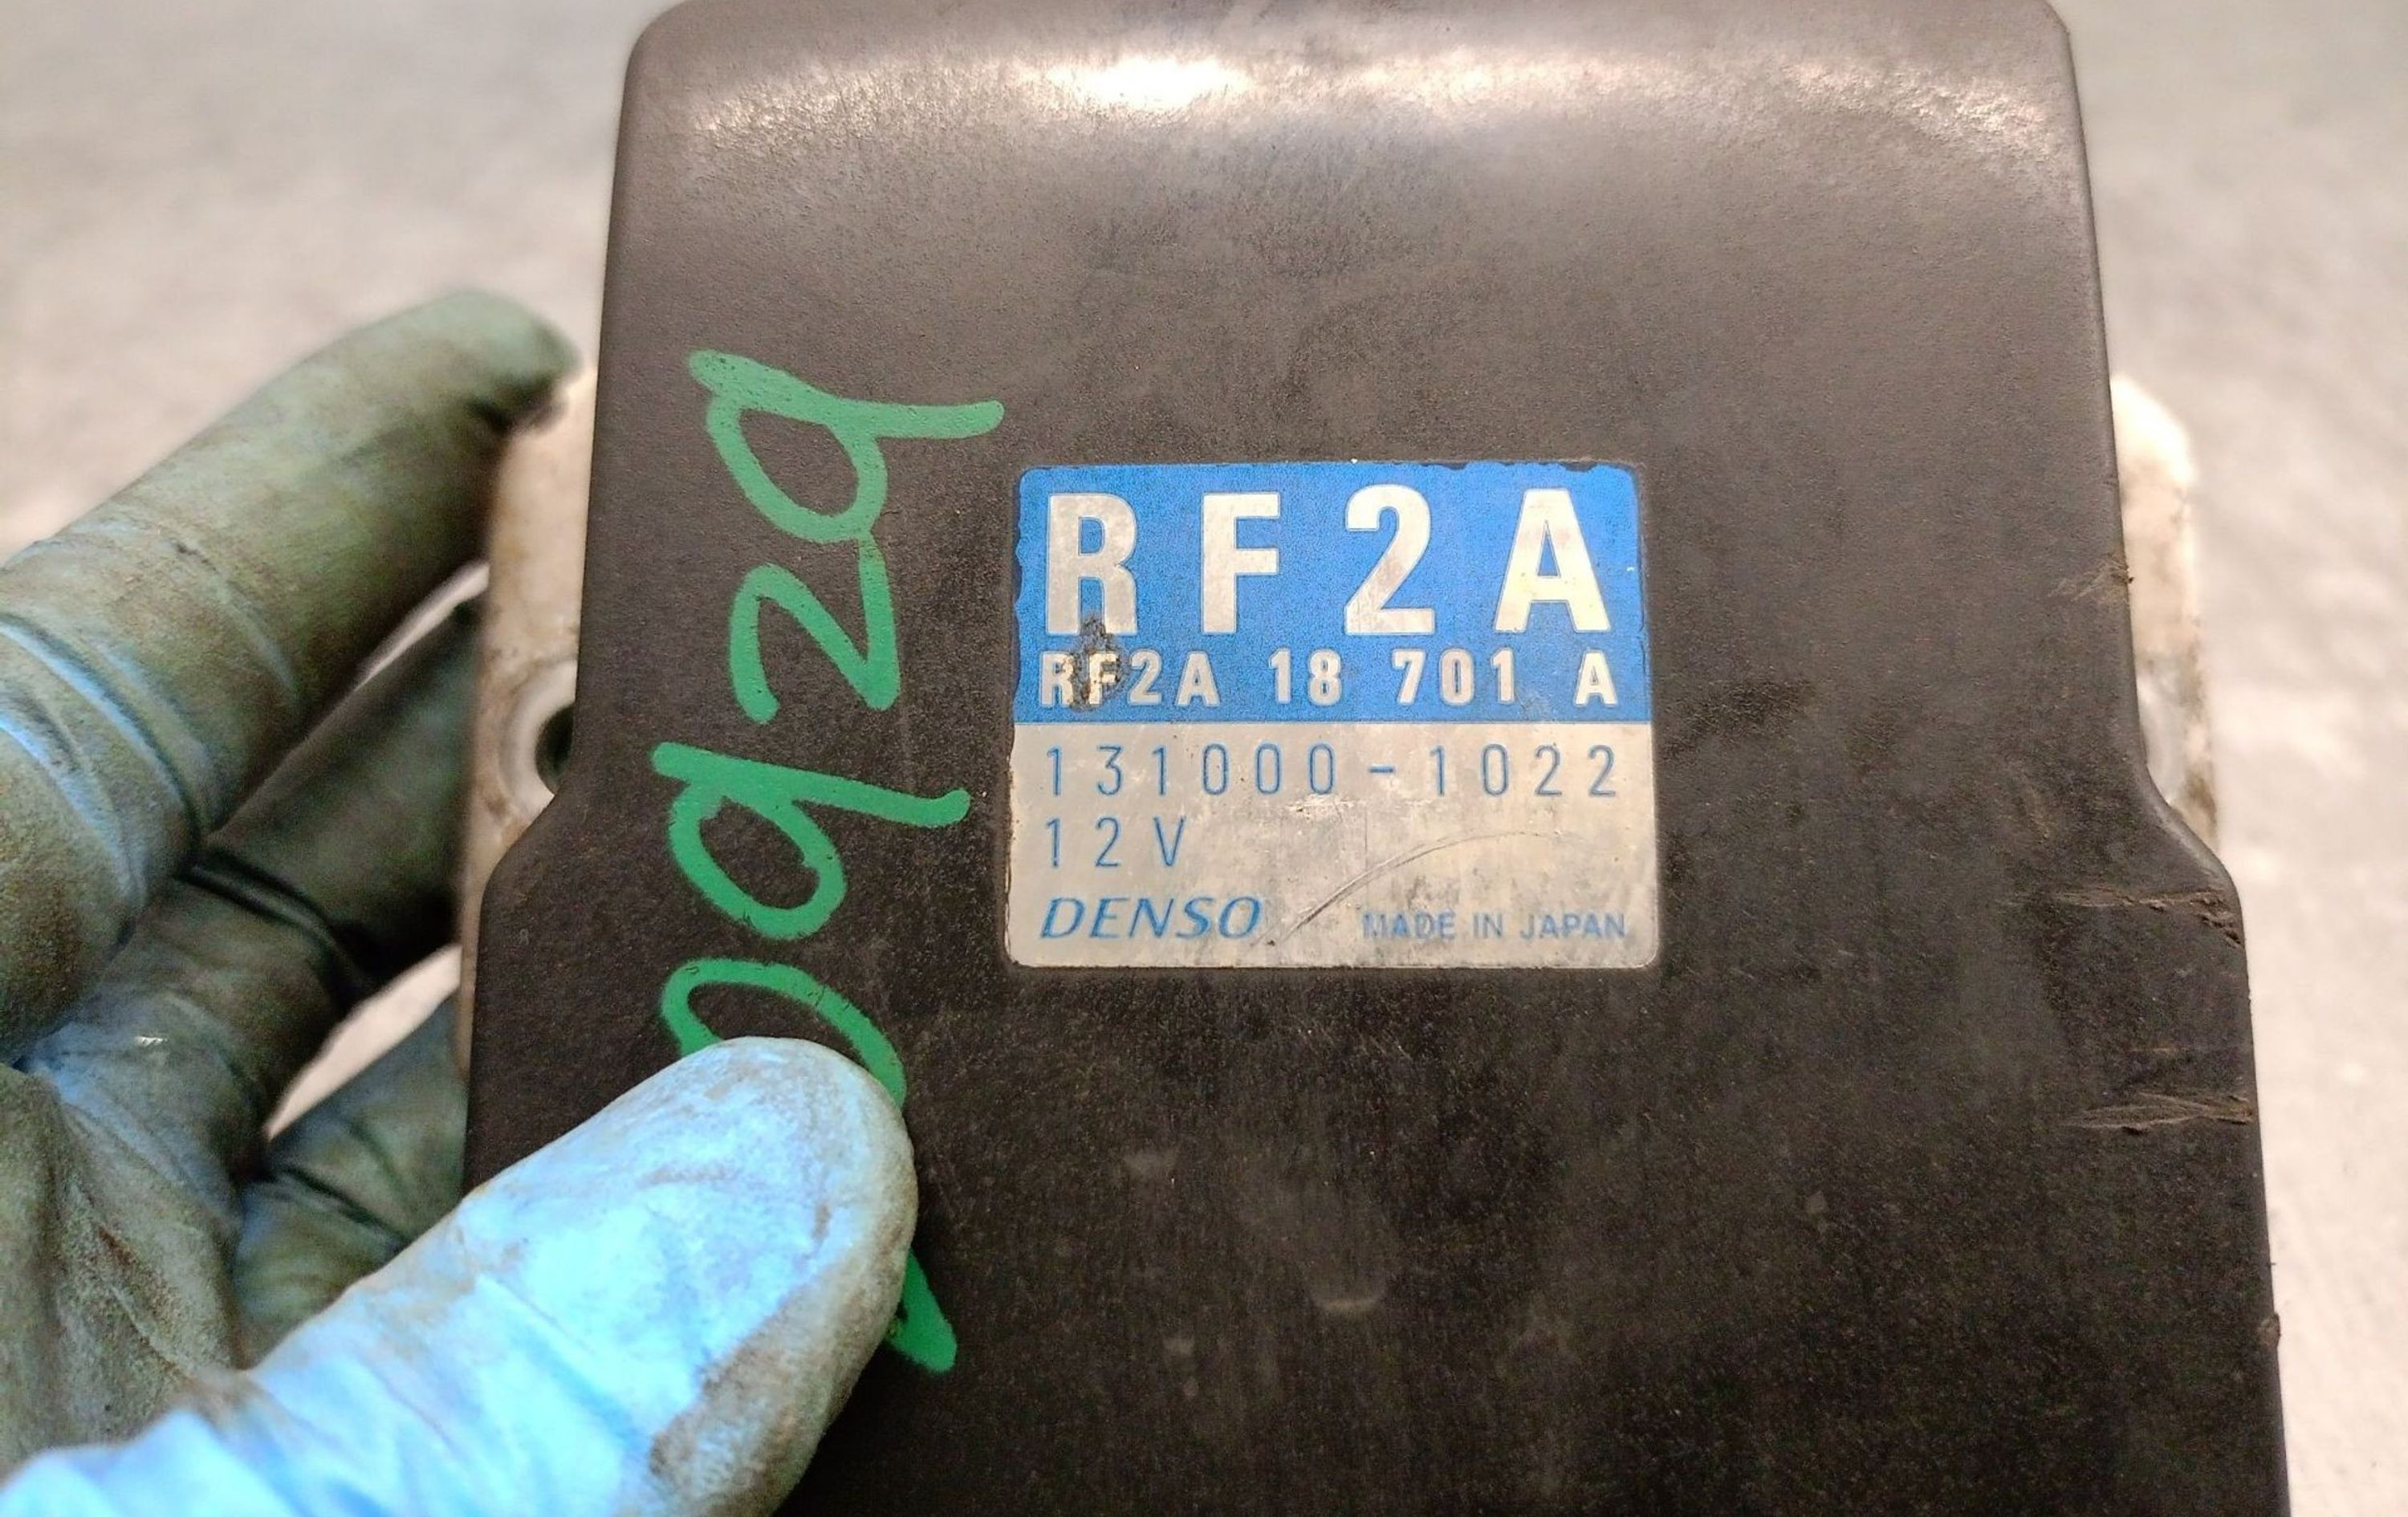 RF2A
RF2A 18 701 A
131000-1022
12V
DENSO
MADE IN JAPAN